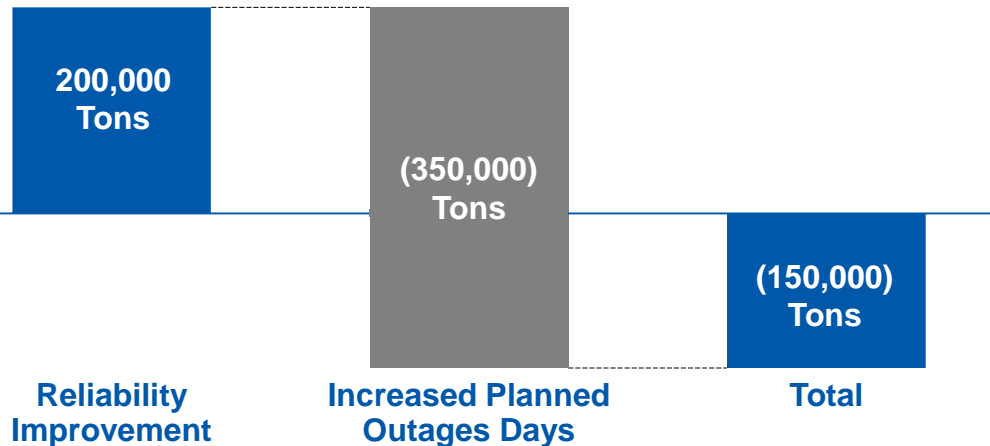 200,000
Tons
(350,000)
Tons
(150,000)
Tons
Reliability
Improvement
Increased Planned
Outages Days
Total